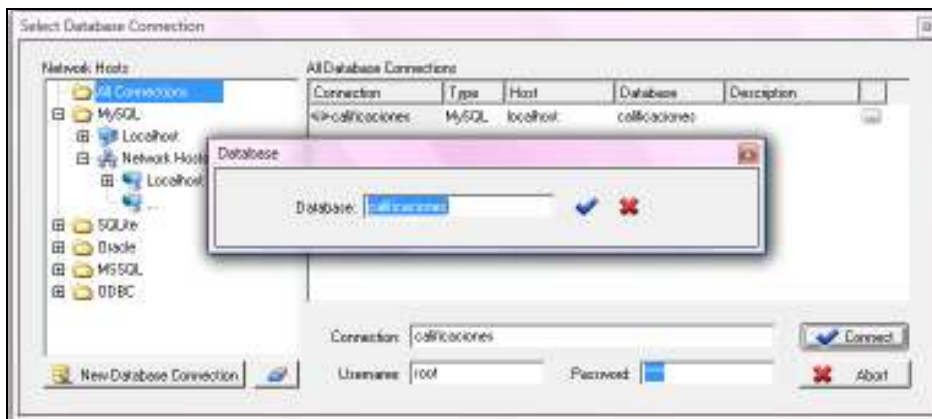 Select Database Connection
Network Hosts
All Connections
MySQL
Localhost
Network Hosts
Localhost
...
SQLite
Oracle
MSSQL
ODBC
New Database Connection
All Database Connections
Connection Type Host Database Description
calificaciones MySQL localhost calificaciones
Database
Database: calificaciones
Connection: calificaciones
Connect
Username: root Password:
Abort